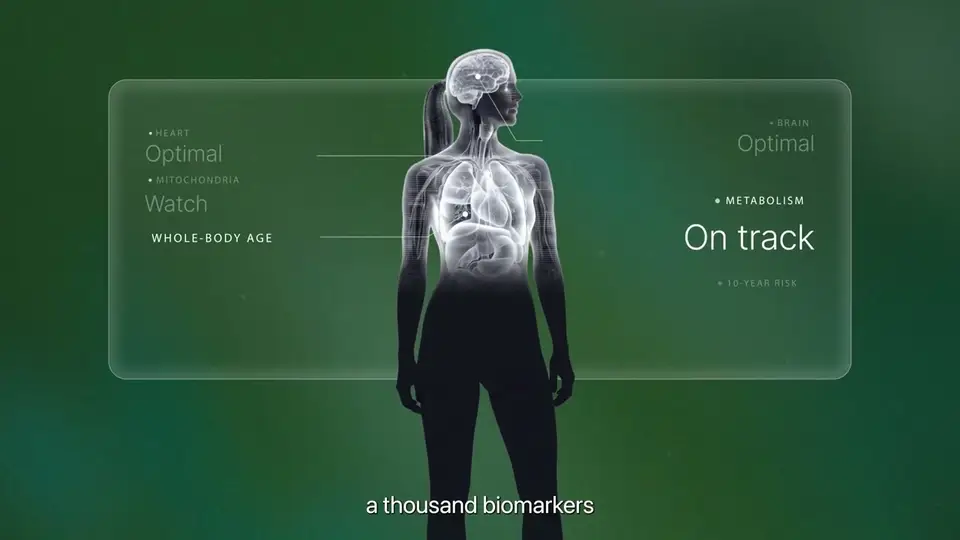 HEART
Optimal
MITOCHONDRIA
Watch
WHOLE-BODY AGE
BRAIN
Optimal
METABOLISM
On track
10-YEAR RISK
a thousand biomarkers